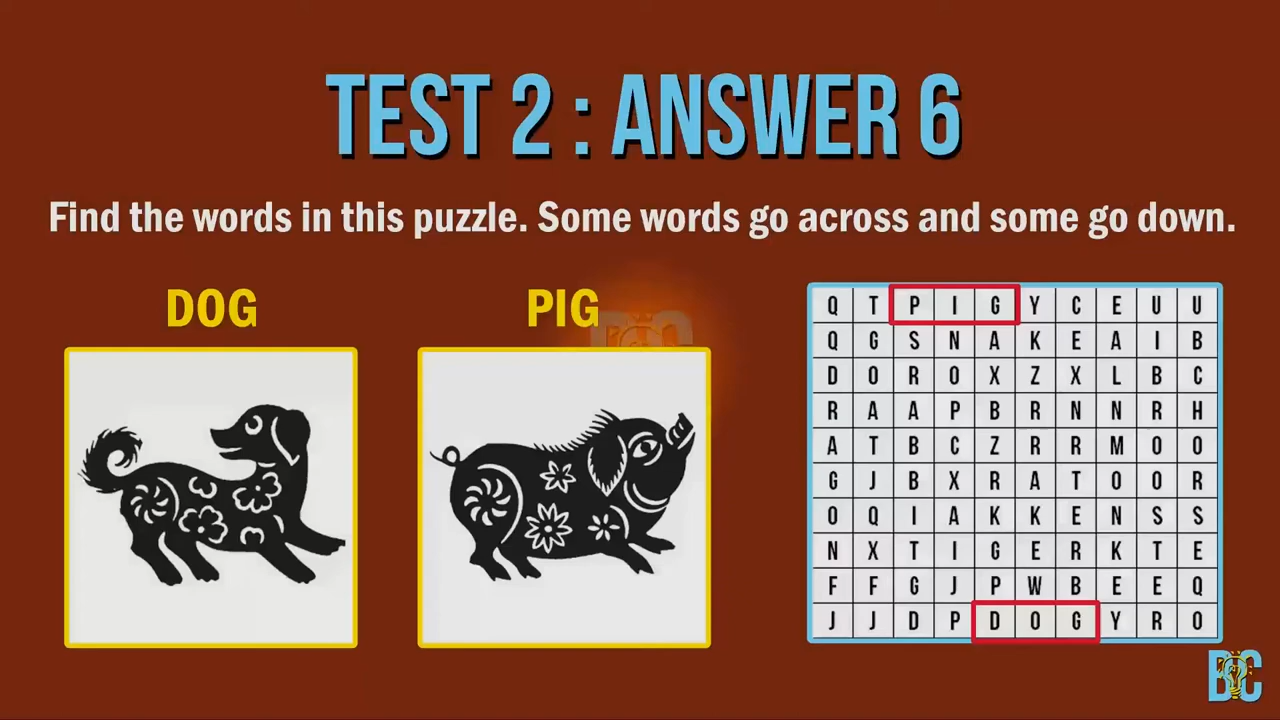 TEST 2 : ANSWER 6
Find the words in this puzzle. Some words go across and some go down.
DOG
PIG
Q T P I G Y C E U U
Q G S N A K E A I B
D O R O X Z X L B C
R A A P B R N N R H
A T B C Z R R M O O
G J B X R A T O O R
O Q I A K K E N S S
N X T I G E R K T E
F F G J P W B E E Q
J J D P D O G Y R O
BC